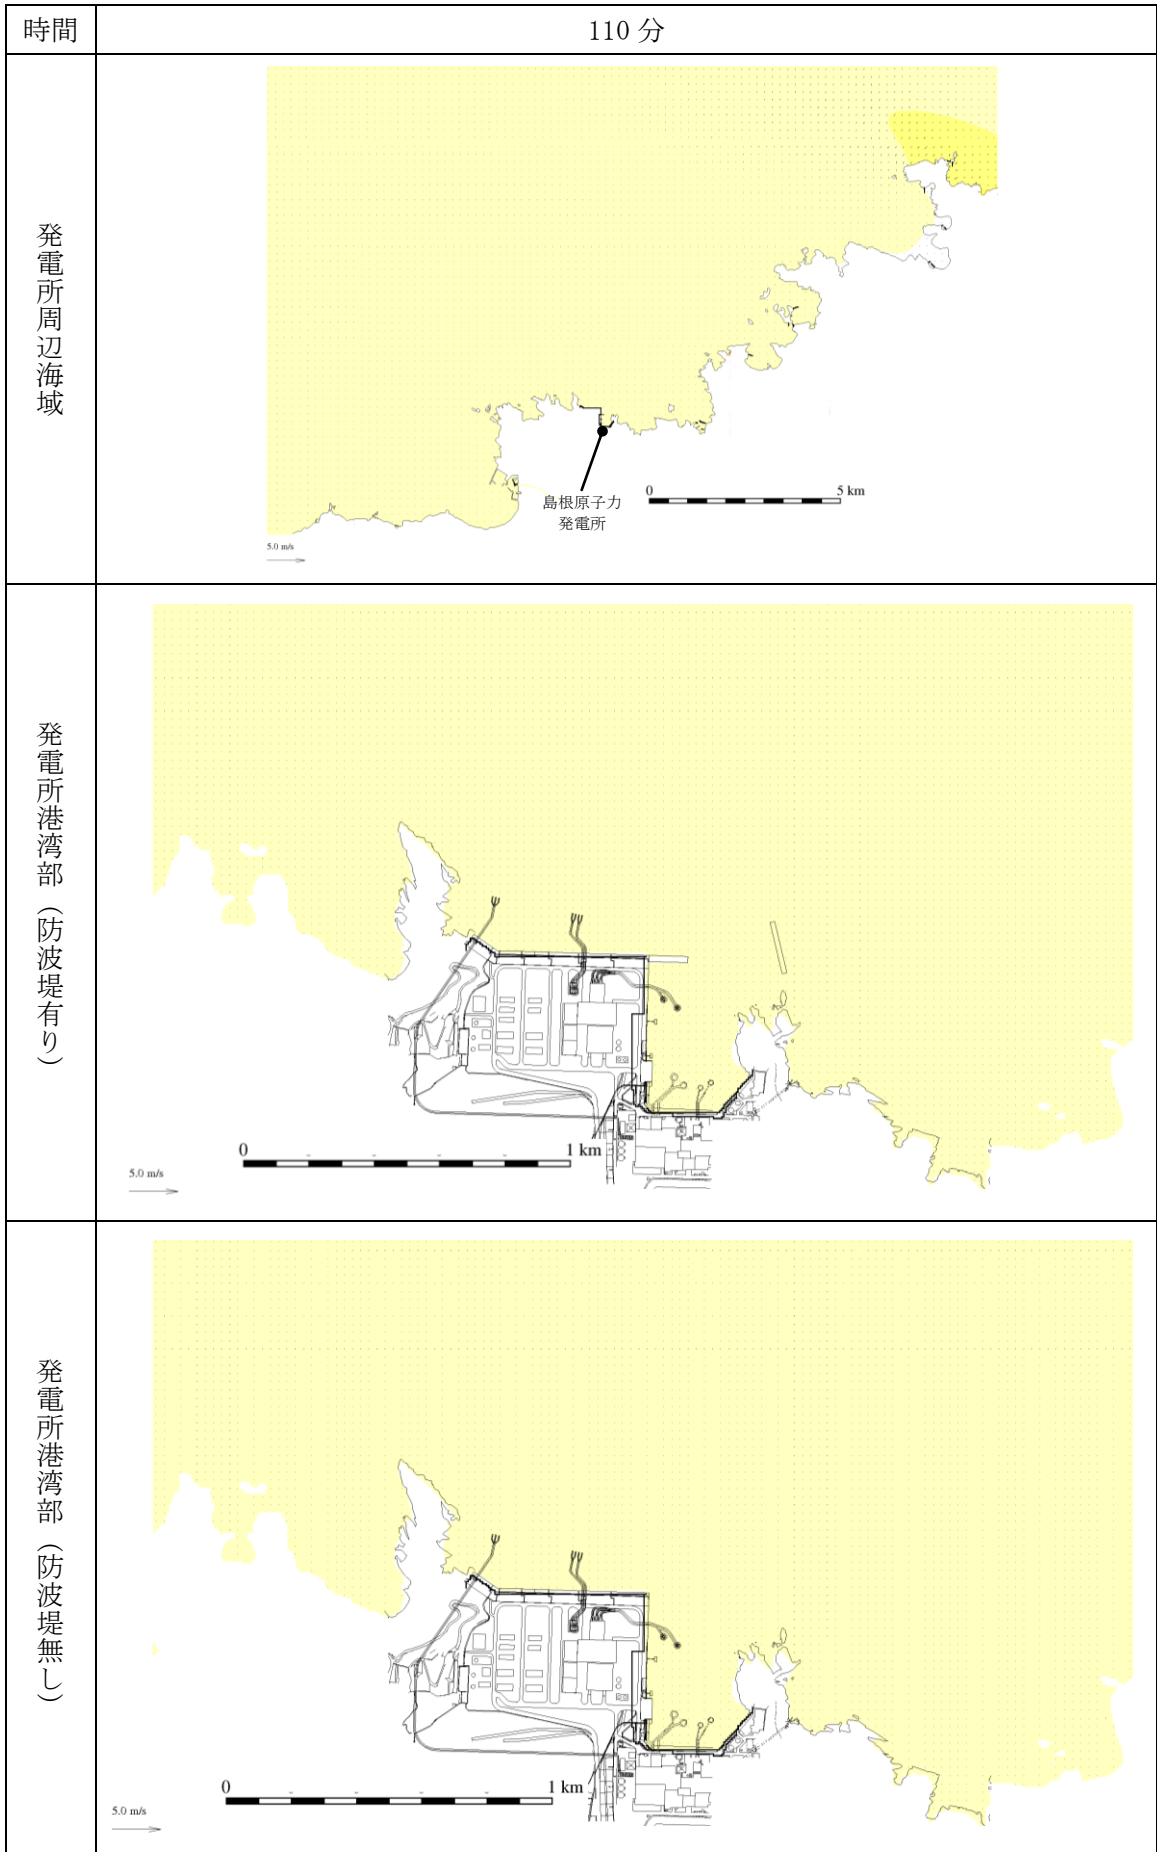 時間
110 分
発電所周辺海域
島根原子力
発電所
0
5 km
5.0 m/s
発電所港湾部（防波堤有り）
0
1 km
5.0 m/s
発電所港湾部（防波堤無し）
0
1 km
5.0 m/s